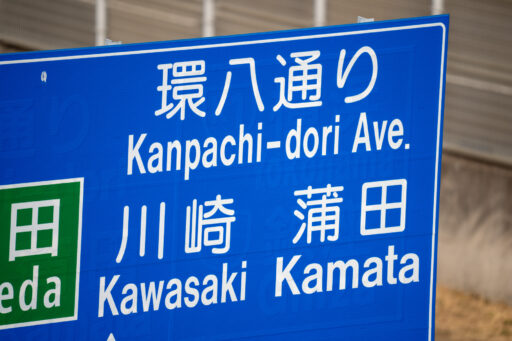 環八通り
Kanpachi-dori Ave.
川崎 蒲田
Kawasaki Kamata
田
eda